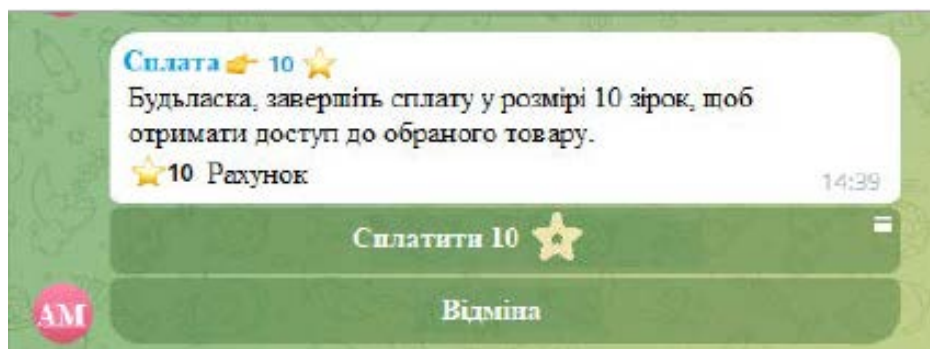 Сплата 👉 10 ⭐
Будьласка, завершіть сплату у розмірі 10 зірок, щоб
отримати доступ до обраного товару.
⭐10 Рахунок
14:39
Сплатити 10 ⭐
АМ
Відміна